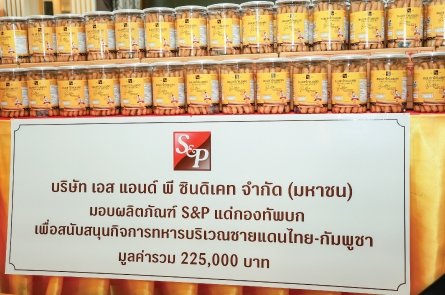 S&P
บริษัท เอส แอนด์ พี ซินดิเคท จำกัด (มหาชน)
มอบผลิตภัณฑ์ S&P แด่กองทัพบก
เพื่อสนับสนุนกิจการทหารบริเวณชายแดนไทย-กัมพูชา
มูลค่ารวม 225,000 บาท